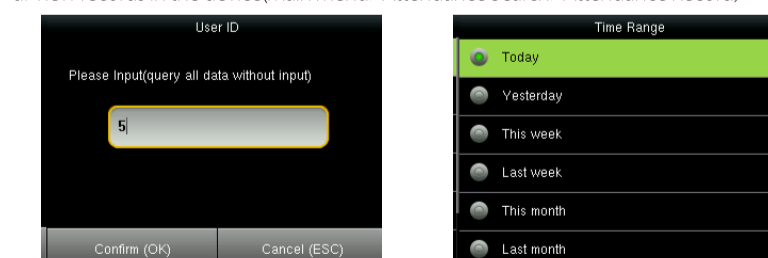 User ID
Please Input(query all data without input)
5
Confirm (OK)
Cancel (ESC)
Time Range
Today
Yesterday
This week
Last week
This month
Last month